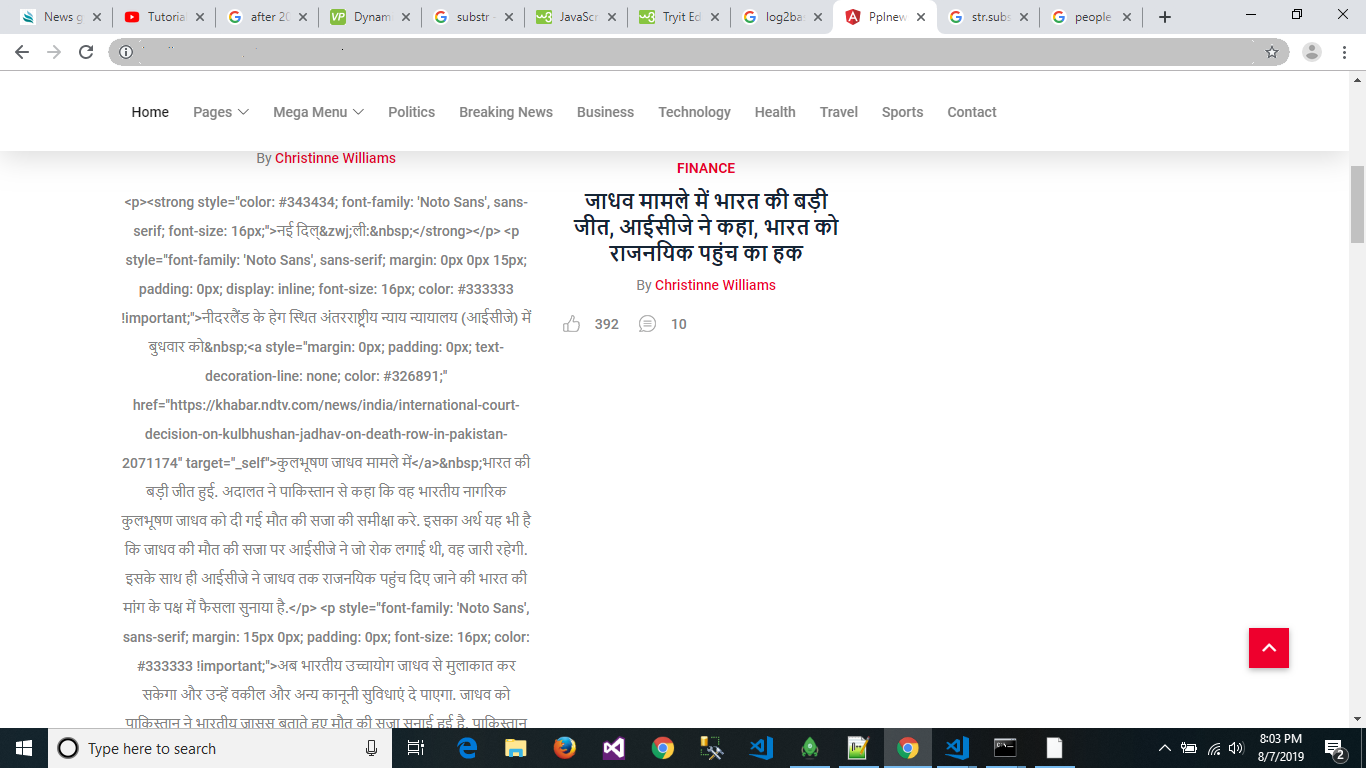 News g
Tutorial
after 20
Dynami
substr -
JavaScr
Tryit Ed
log2bas
Pplnew
str.subs
people
Home Pages Mega Menu Politics Breaking News Business Technology Health Travel Sports Contact
By Christinne Williams
<p><strong style="color: #343434; font-family: 'Noto Sans', sans-
serif; font-size: 16px;">नई दिल्&zwj;ली:&nbsp;</strong></p> <p
style="font-family: 'Noto Sans', sans-serif; margin: 0px 0px 15px;
padding: 0px; display: inline; font-size: 16px; color: #333333
!important;">नीदरलैंड के हेग स्थित अंतरराष्ट्रीय न्याय न्यायालय (आईसीजे) में
बुधवार को&nbsp;<a style="margin: 0px; padding: 0px; text-
decoration-line: none; color: #326891;"
href="https://khabar.ndtv.com/news/india/international-court-
decision-on-kulbhushan-jadhav-on-death-row-in-pakistan-
2071174" target="_self">कुलभूषण जाधव मामले में</a>&nbsp;भारत की
बड़ी जीत हुई. अदालत ने पाकिस्तान से कहा कि वह भारतीय नागरिक
कुलभूषण जाधव को दी गई मौत की सजा की समीक्षा करे. इसका अर्थ यह भी है
कि जाधव की मौत की सजा पर आईसीजे ने जो रोक लगाई थी, वह जारी रहेगी.
इसके साथ ही आईसीजे ने जाधव तक राजनयिक पहुंच दिए जाने की भारत की
मांग के पक्ष में फैसला सुनाया है.</p> <p style="font-family: 'Noto Sans',
sans-serif; margin: 15px 0px; padding: 0px; font-size: 16px; color:
#333333 !important;">अब भारतीय उच्चायोग जाधव से मुलाकात कर
सकेगा और उन्हें वकील और अन्य कानूनी सुविधाएं दे पाएगा. जाधव को
पाकिस्तान ने भारतीय जासूस बताते हुए मौत की सजा सुनाई हुई है. पाकिस्तान
FINANCE
जाधव मामले में भारत की बड़ी
जीत, आईसीजे ने कहा, भारत को
राजनयिक पहुंच का हक
By Christinne Williams
392 10
Type here to search
8:03 PM
8/7/2019
2